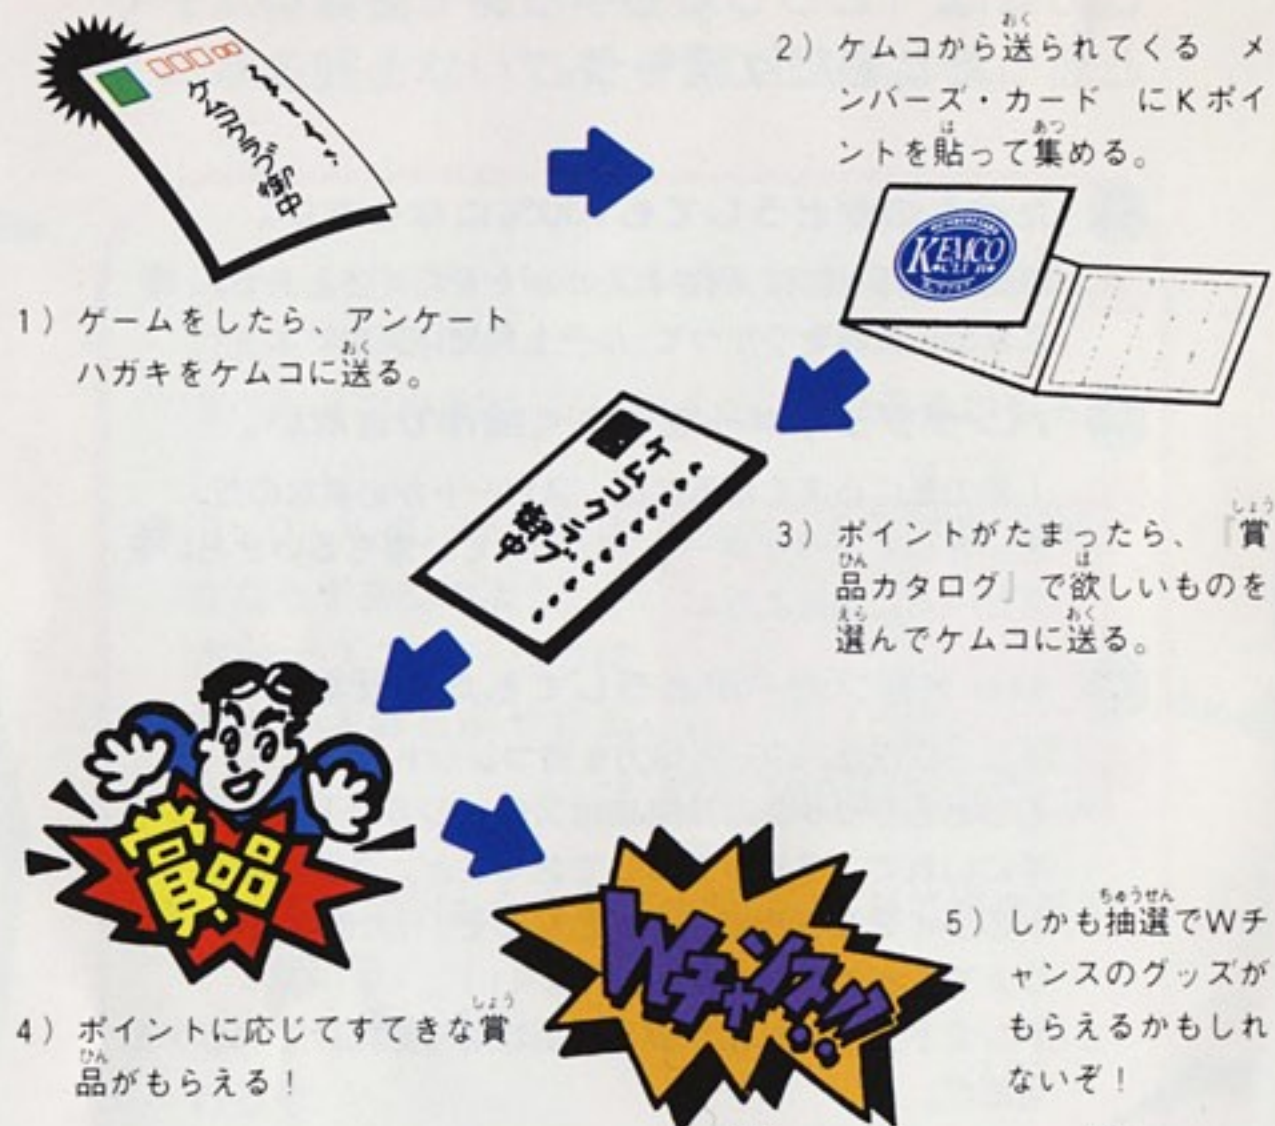 ケムコクラブ御中
1) ゲームをしたら、アンケート
ハガキをケムコに送る。
2) ケムコから送られてくる メ
ンバーズ・カード にKポイ
ントを貼って集める。
KEMCO
ケムコクラブ
御中
3) ポイントがたまったら、『賞
品カタログ』で欲しいものを
選んでケムコに送る。
賞品
4) ポイントに応じてすてきな賞
品がもらえる！
Wチャンス!!
5) しかも抽選でWチ
ャンスのグッズが
もらえるかもしれ
ないぞ！